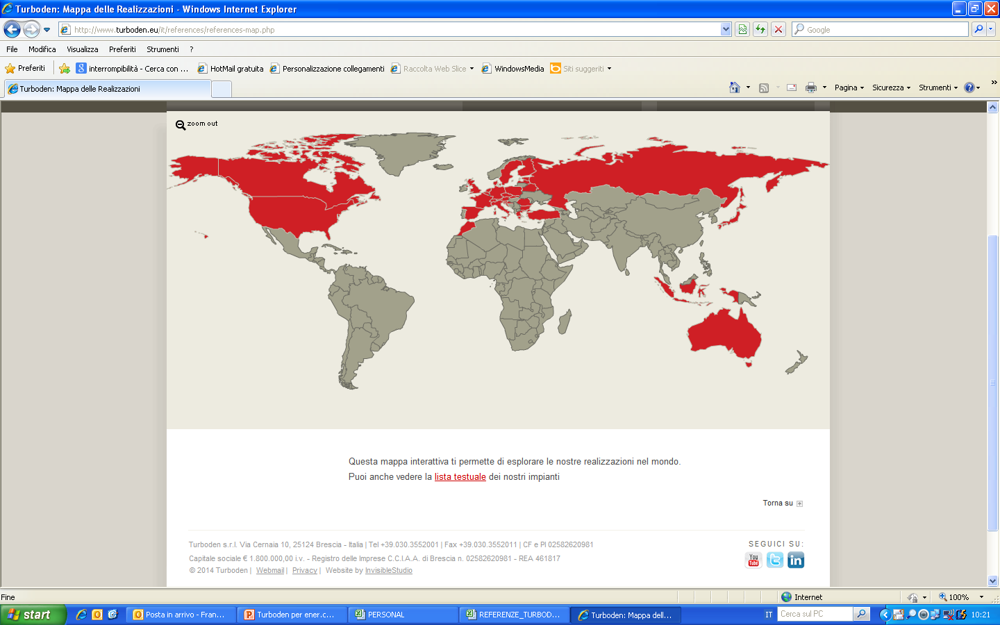 Turboden: Mappa delle Realizzazioni - Windows Internet Explorer
http://www.turboden.eu/it/references/references-map.php
Google
File Modifica Visualizza Preferiti Strumenti ?
Preferiti interrompibilità - Cerca con ... HotMail gratuita Personalizzazione collegamenti Raccolta Web Slice WindowsMedia Siti suggeriti
Turboden: Mappa delle Realizzazioni
Pagina Sicurezza Strumenti »
zoom out
Questa mappa interattiva ti permette di esplorare le nostre realizzazioni nel mondo.
Puoi anche vedere la lista testuale dei nostri impianti
Torna su
Turboden s.r.l. Via Cernaia 10, 25124 Brescia - Italia | Tel +39.030.3552001 | Fax +39.030.3552011 | CF e PI 02582620981
Capitale sociale € 1.800.000,00 i.v. - Registro delle Imprese C.C.I.A.A. di Brescia n. 02582620981 - REA 461817
© 2014 Turboden | Webmail | Privacy | Website by InvisibleStudio
SEGUICI SU:
You Tube
in
Fine
Internet
100%
start
Posta in arrivo - Fran...
Turboden per ener.c...
PERSONAL
REFERENZE_TURBOD...
Turboden: Mappa dell...
IT
Cerca sul PC
10:21